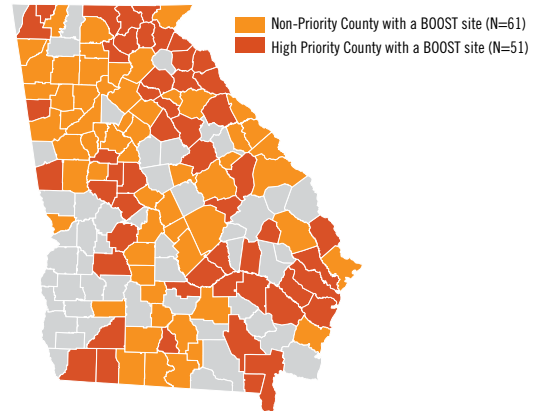 Non-Priority County with a BOOST site (N=61)
High Priority County with a BOOST site (N=51)